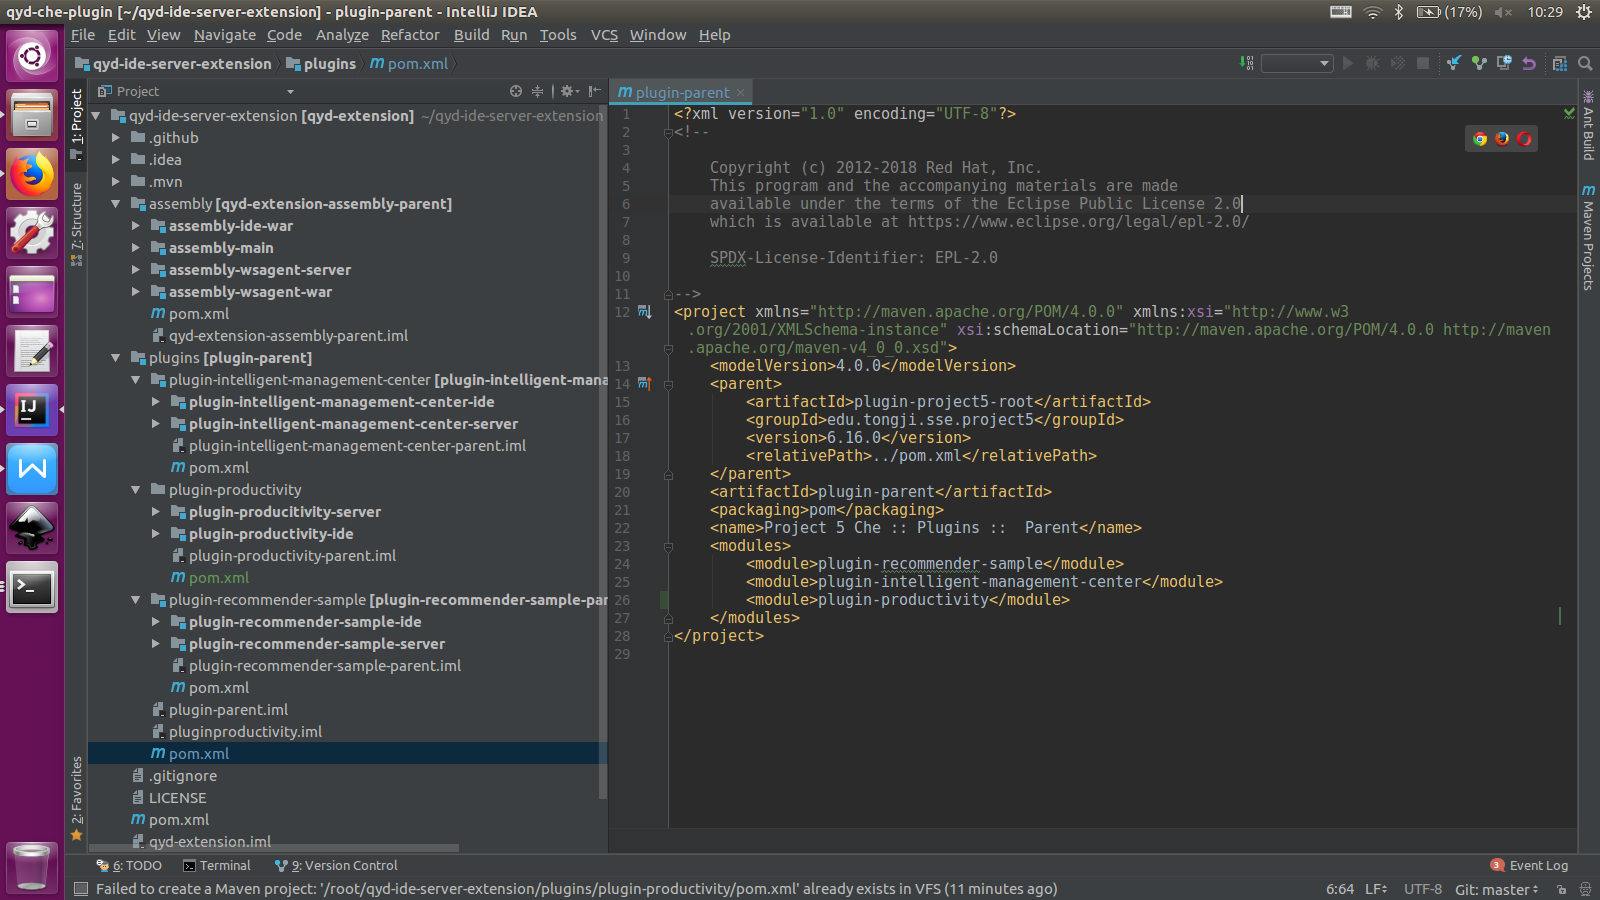 qyd-che-plugin [~/qyd-ide-server-extension] - plugin-parent - IntelliJ IDEA
(17%) 10:29
File Edit View Navigate Code Analyze Refactor Build Run Tools VCS Window Help
qyd-ide-server-extension plugins pom.xml
Project
plugin-parent
1: Project
7: Structure
2: Favorites
qyd-ide-server-extension [qyd-extension] ~/qyd-ide-server-extension
.github
.idea
.mvn
assembly [qyd-extension-assembly-parent]
assembly-ide-war
assembly-main
assembly-wsagent-server
assembly-wsagent-war
pom.xml
qyd-extension-assembly-parent.iml
plugins [plugin-parent]
plugin-intelligent-management-center [plugin-intelligent-mana
plugin-intelligent-management-center-ide
plugin-intelligent-management-center-server
plugin-intelligent-management-center-parent.iml
pom.xml
plugin-productivity
plugin-producitivity-server
plugin-productivity-ide
plugin-productivity-parent.iml
pom.xml
plugin-recommender-sample [plugin-recommender-sample-par
plugin-recommender-sample-ide
plugin-recommender-sample-server
plugin-recommender-sample-parent.iml
pom.xml
plugin-parent.iml
pluginproductivity.iml
pom.xml
.gitignore
LICENSE
pom.xml
qyd-extension.iml
1 <?xml version="1.0" encoding="UTF-8"?>
2 <!--
3
4 Copyright (c) 2012-2018 Red Hat, Inc.
5 This program and the accompanying materials are made
6 available under the terms of the Eclipse Public License 2.0
7 which is available at https://www.eclipse.org/legal/epl-2.0/
8
9 SPDX-License-Identifier: EPL-2.0
10
11 -->
12 <project xmlns="http://maven.apache.org/POM/4.0.0" xmlns:xsi="http://www.w3
.org/2001/XMLSchema-instance" xsi:schemaLocation="http://maven.apache.org/POM/4.0.0 http://maven
.apache.org/maven-v4_0_0.xsd">
13 <modelVersion>4.0.0</modelVersion>
14 <parent>
15 <artifactId>plugin-project5-root</artifactId>
16 <groupId>edu.tongji.sse.project5</groupId>
17 <version>6.16.0</version>
18 <relativePath>../pom.xml</relativePath>
19 </parent>
20 <artifactId>plugin-parent</artifactId>
21 <packaging>pom</packaging>
22 <name>Project 5 Che :: Plugins ::  Parent</name>
23 <modules>
24 <module>plugin-recommender-sample</module>
25 <module>plugin-intelligent-management-center</module>
26 <module>plugin-productivity</module>
27 </modules>
28 </project>
29
Ant Build
Maven Projects
6: TODO Terminal 9: Version Control 3 Event Log
Failed to create a Maven project: '/root/qyd-ide-server-extension/plugins/plugin-productivity/pom.xml' already exists in VFS (11 minutes ago) 6:64 LF UTF-8 Git: master